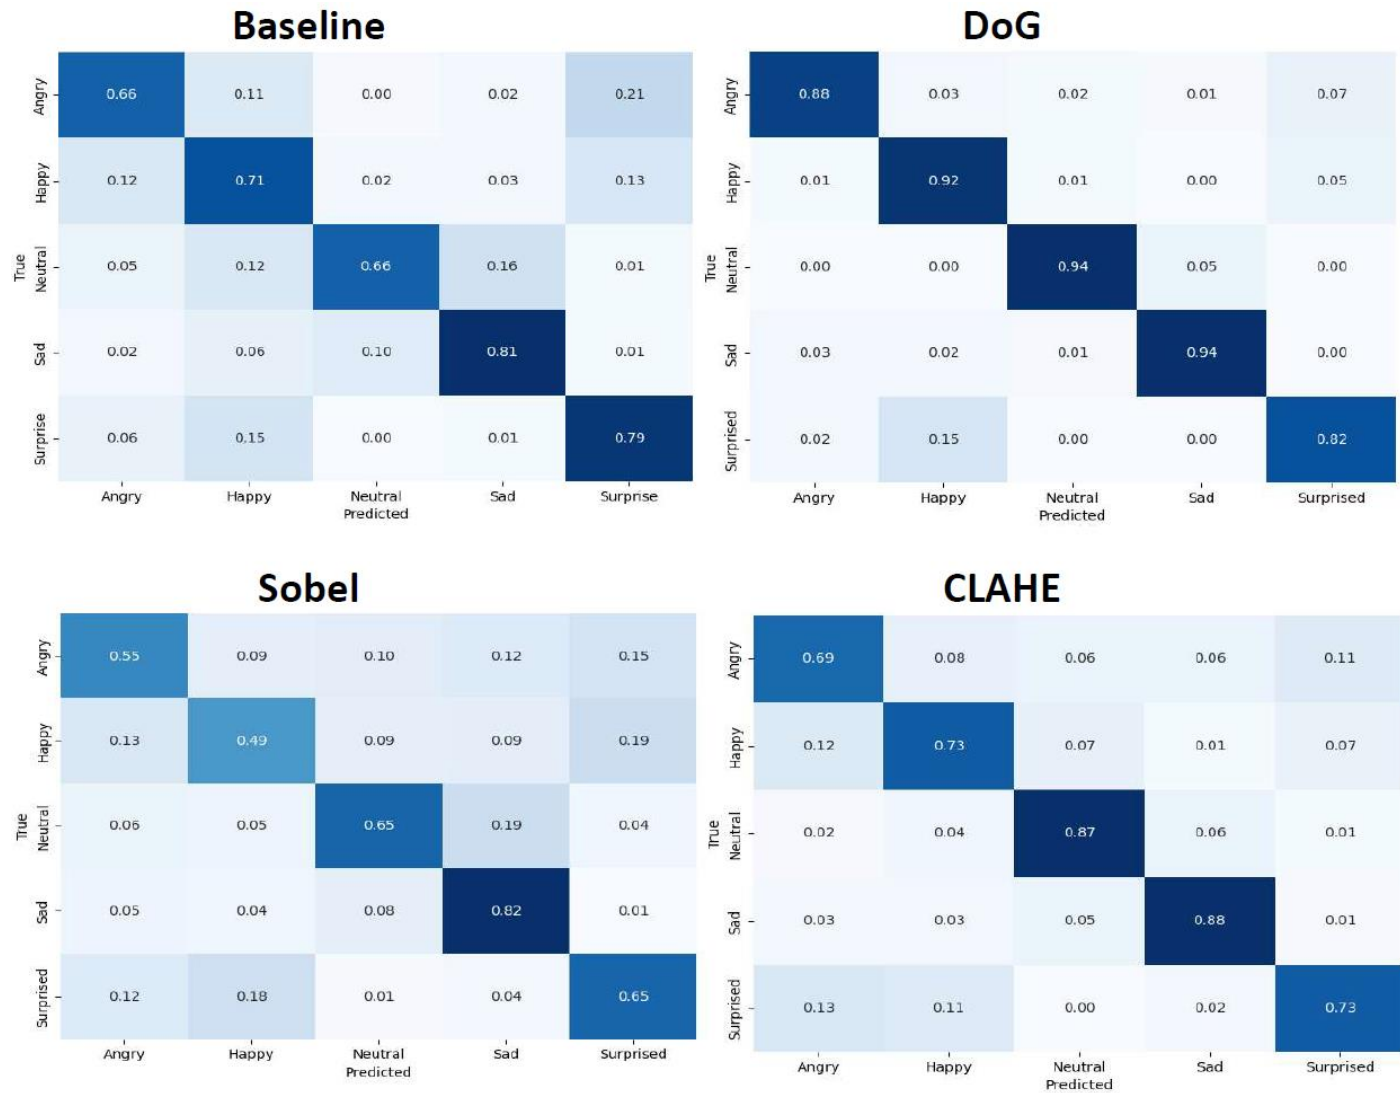 Baseline
Angry 0.66 0.11 0.00 0.02 0.21
Happy 0.12 0.71 0.02 0.03 0.13
True
Neutral 0.05 0.12 0.66 0.16 0.01
Sad 0.02 0.06 0.10 0.81 0.01
Surprise 0.06 0.15 0.00 0.01 0.79
Angry Happy Neutral Sad Surprise
Predicted
DoG
Angry 0.88 0.03 0.02 0.01 0.07
Happy 0.01 0.92 0.01 0.00 0.05
True
Neutral 0.00 0.00 0.94 0.05 0.00
Sad 0.03 0.02 0.01 0.94 0.00
Surprised 0.02 0.15 0.00 0.00 0.82
Angry Happy Neutral Sad Surprised
Predicted
Sobel
Angry 0.55 0.09 0.10 0.12 0.15
Happy 0.13 0.49 0.09 0.09 0.19
True
Neutral 0.06 0.05 0.65 0.19 0.04
Sad 0.05 0.04 0.08 0.82 0.01
Surprised 0.12 0.18 0.01 0.04 0.65
Angry Happy Neutral Sad Surprised
Predicted
CLAHE
Angry 0.69 0.08 0.06 0.06 0.11
Happy 0.12 0.73 0.07 0.01 0.07
True
Neutral 0.02 0.04 0.87 0.06 0.01
Sad 0.03 0.03 0.05 0.88 0.01
Surprised 0.13 0.11 0.00 0.02 0.73
Angry Happy Neutral Sad Surprised
Predicted